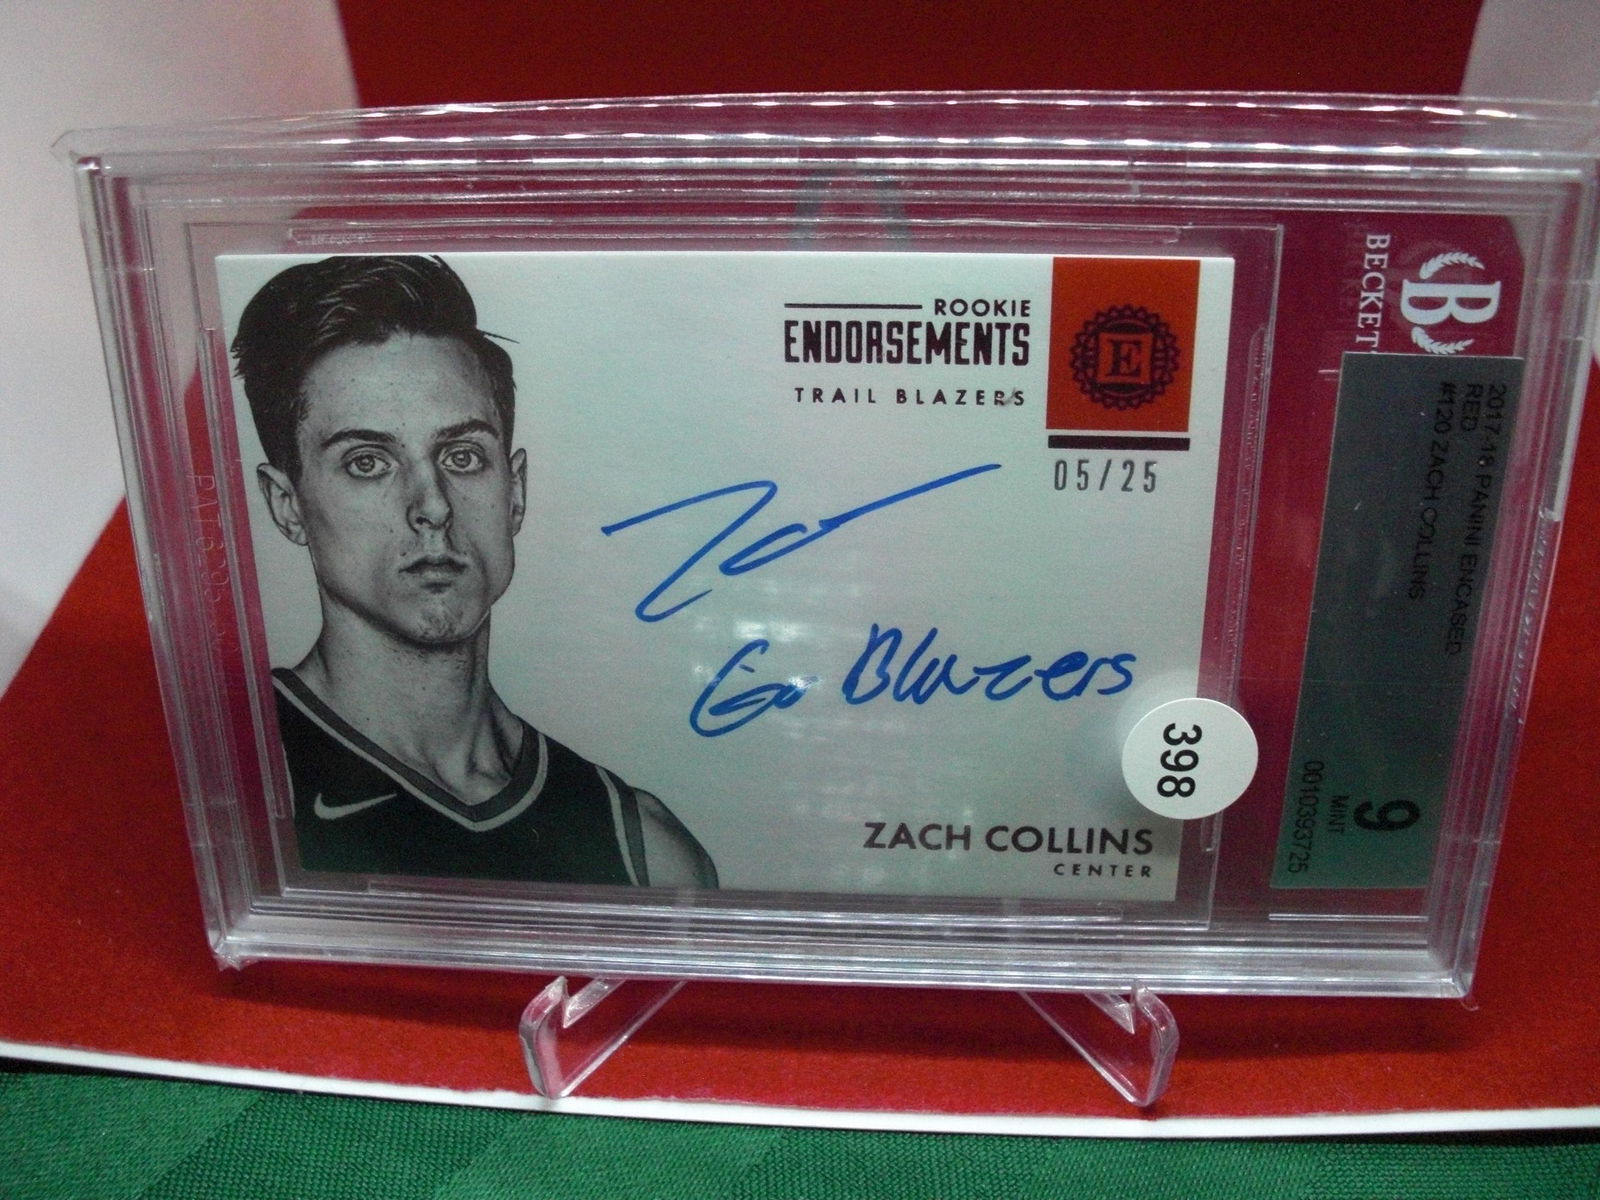 ROOKIE
ENDORSEMENTS
TRAIL BLAZERS
E
05/25
Go Blazers
398
ZACH COLLINS
CENTER
B
BECKETT
2017-18 PANINI ENCASED
RED
#120 ZACH COLLINS
9
MINT
0010393725